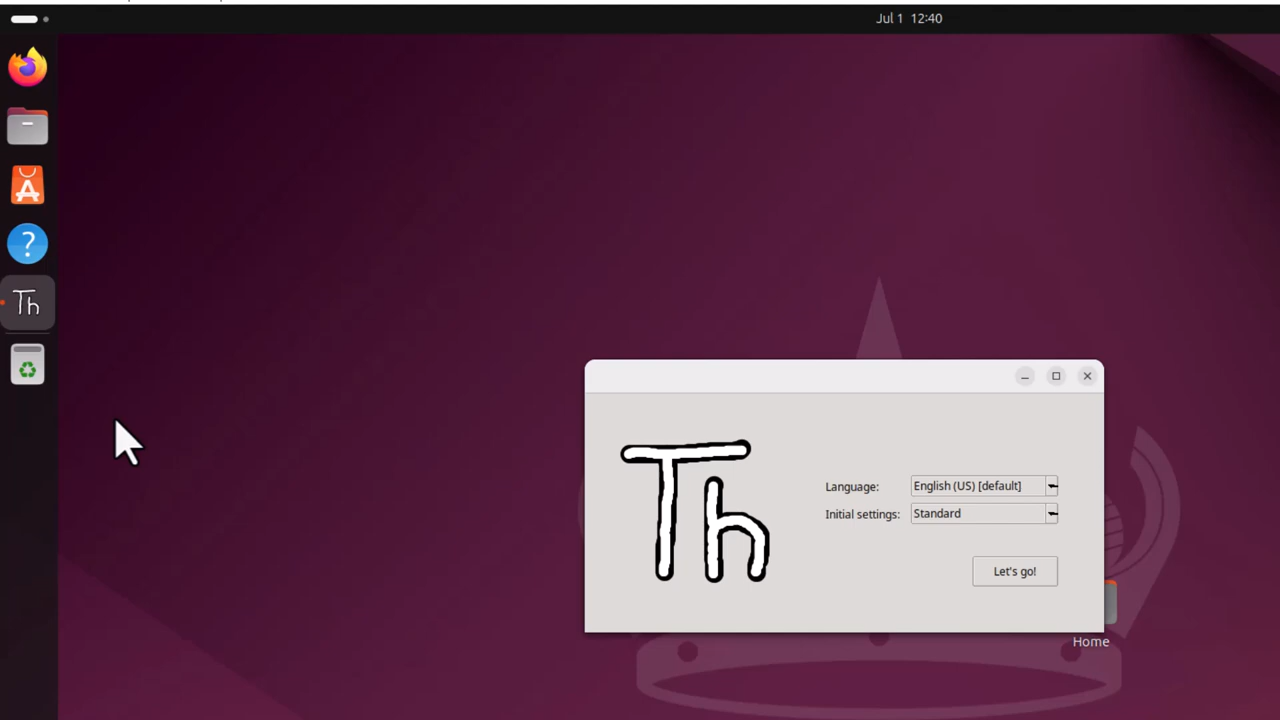 Jul 1 12:40
Th
Th
Language: English (US) [default]
Initial settings: Standard
Let's go!
Home